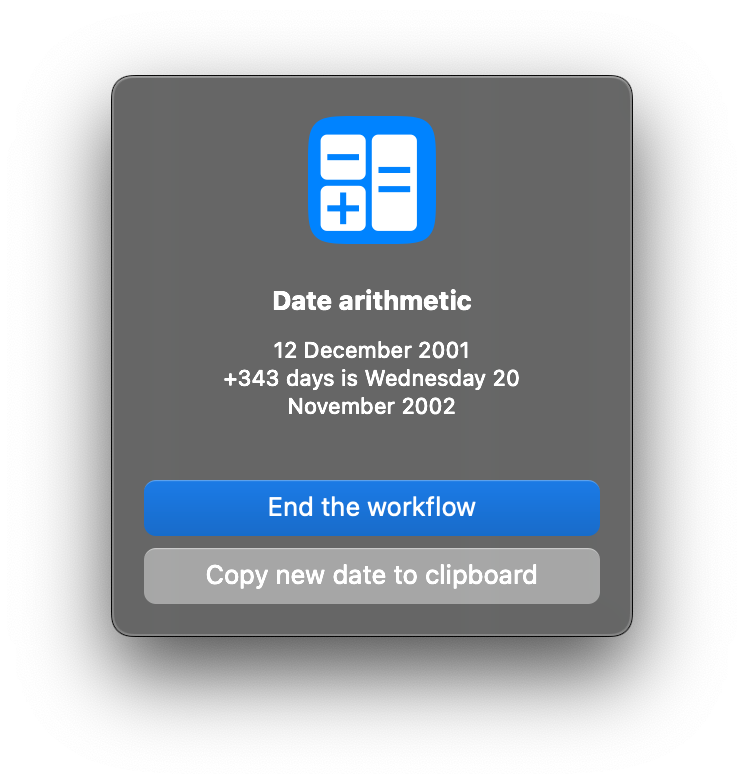 Date arithmetic
12 December 2001
+343 days is Wednesday 20
November 2002
End the workflow
Copy new date to clipboard